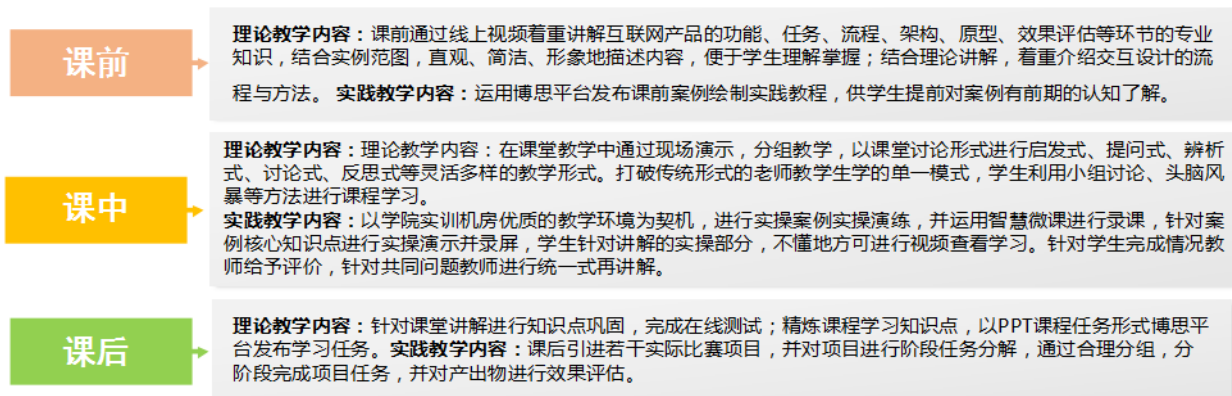 课前
理论教学内容：课前通过线上视频着重讲解互联网产品的功能、任务、流程、架构、原型、效果评估等环节的专业
知识，结合实例范图，直观、简洁、形象地描述内容，便于学生理解掌握；结合理论讲解，着重介绍交互设计的流
程与方法。 实践教学内容：运用博思平台发布课前案例绘制实践教程，供学生提前对案例有前期的认知了解。
课中
理论教学内容：理论教学内容：在课堂教学中通过现场演示，分组教学，以课堂讨论形式进行启发式、提问式、辨析
式、讨论式、反思式等灵活多样的教学形式。打破传统形式的老师教学生学的单一模式，学生利用小组讨论、头脑风
暴等方法进行课程学习。
实践教学内容：以学院实训机房优质的教学环境为契机，进行实操案例实操演练，并运用智慧微课进行录课，针对案
例核心知识点进行实操演示并录屏，学生针对讲解的实操部分，不懂地方可进行视频查看学习。针对学生完成情况教
师给予评价，针对共同问题教师进行统一式再讲解。
课后
理论教学内容：针对课堂讲解进行知识点巩固，完成在线测试；精炼课程学习知识点，以PPT课程任务形式博思平
台发布学习任务。实践教学内容：课后引进若干实际比赛项目，并对项目进行阶段任务分解，通过合理分组，分
阶段完成项目任务，并对产出物进行效果评估。